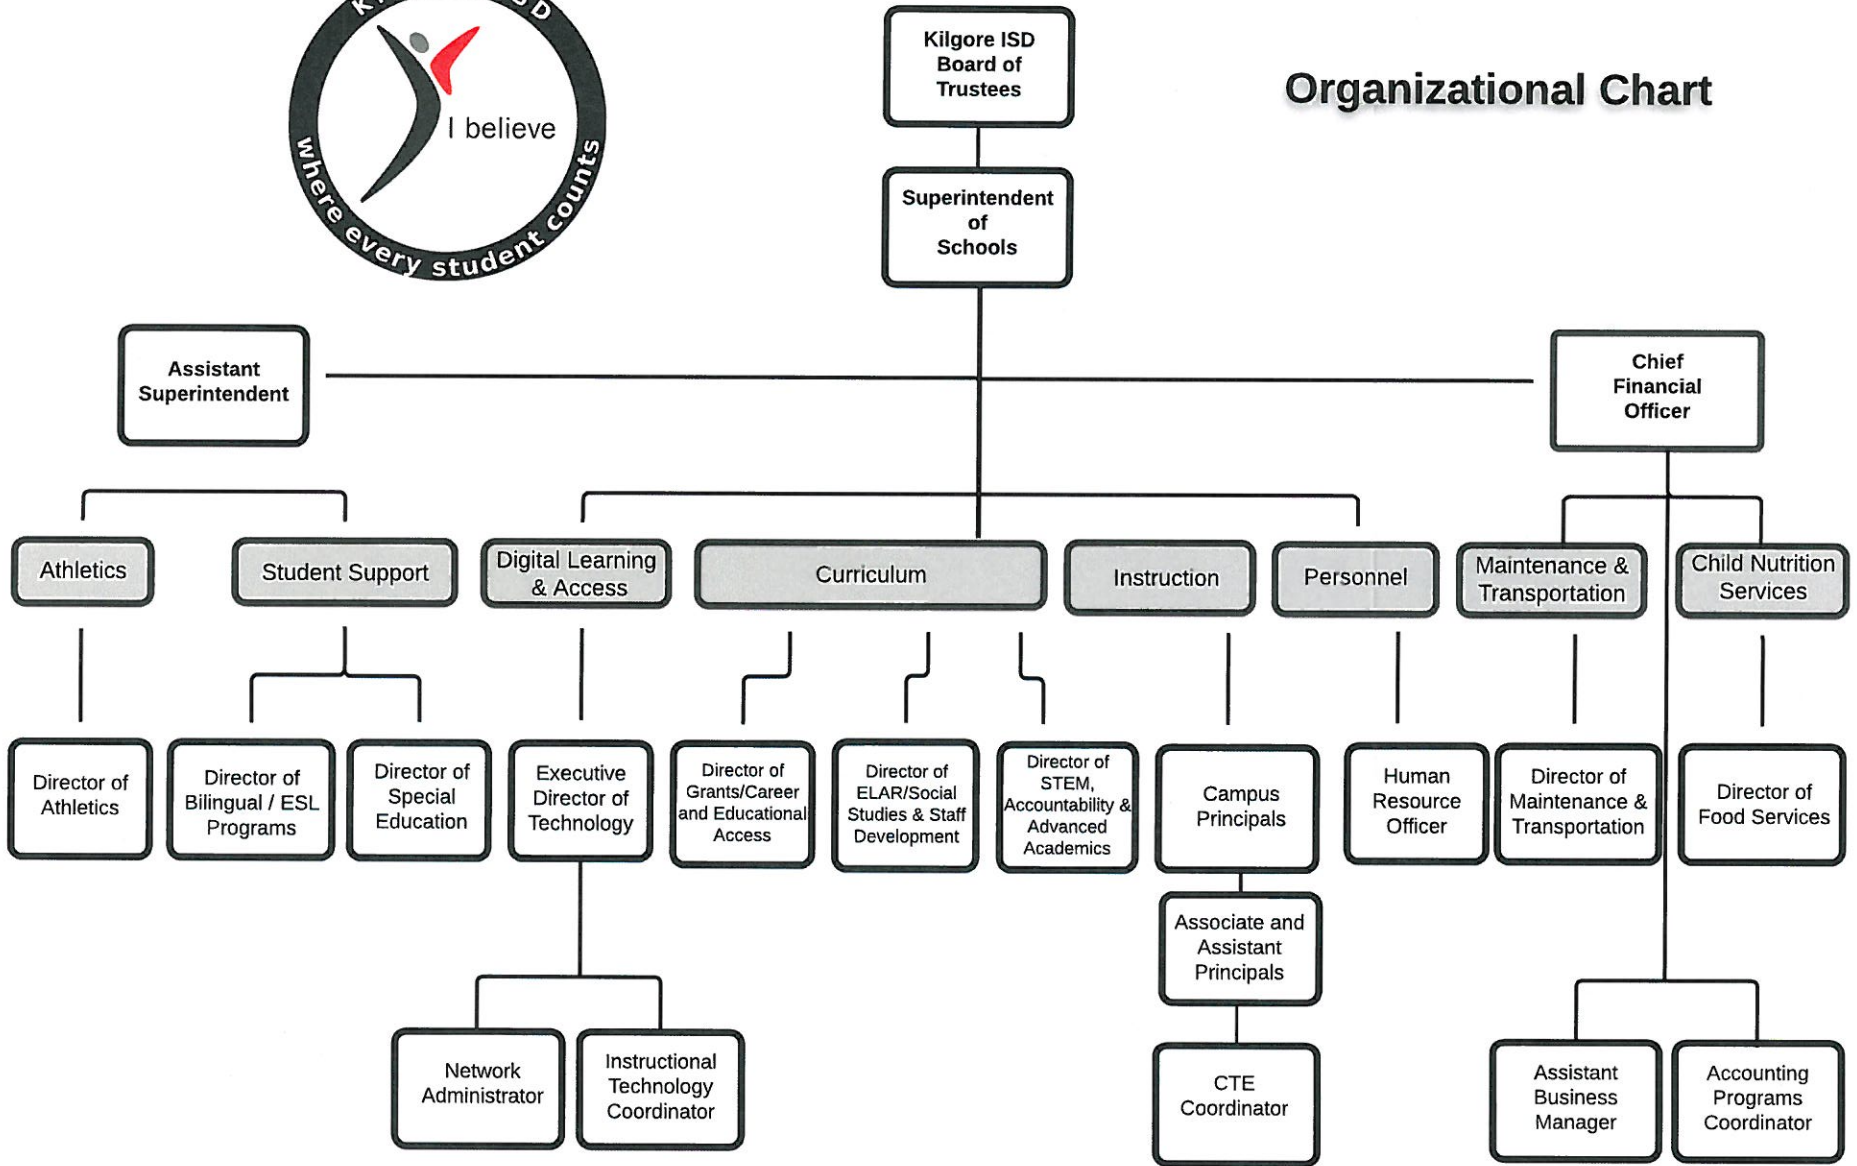 I believe
where every student counts
Kilgore ISD
Board of
Trustees
Organizational Chart
Superintendent
of
Schools
Assistant
Superintendent
Chief
Financial
Officer
Athletics
Student Support
Digital Learning
& Access
Curriculum
Instruction
Personnel
Maintenance &
Transportation
Child Nutrition
Services
Director of
Athletics
Director of
Bilingual / ESL
Programs
Director of
Special
Education
Executive
Director of
Technology
Director of
Grants/Career
and Educational
Access
Director of
ELAR/Social
Studies & Staff
Development
Director of
STEM,
Accountability &
Advanced
Academics
Campus
Principals
Human
Resource
Officer
Director of
Maintenance &
Transportation
Director of
Food Services
Associate and
Assistant
Principals
Network
Administrator
Instructional
Technology
Coordinator
CTE
Coordinator
Assistant
Business
Manager
Accounting
Programs
Coordinator